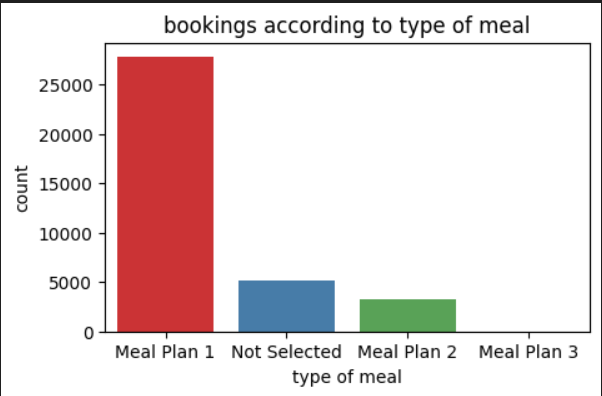 bookings according to type of meal
25000
20000
15000
10000
5000
0
count
Meal Plan 1 Not Selected Meal Plan 2 Meal Plan 3
type of meal